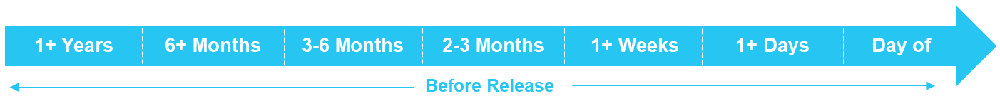 1+ Years 6+ Months 3-6 Months 2-3 Months 1+ Weeks 1+ Days Day of
Before Release